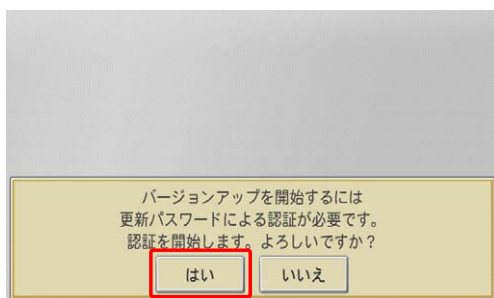 バージョンアップを開始するには
更新パスワードによる認証が必要です。
認証を開始します。よろしいですか？
はい
いいえ